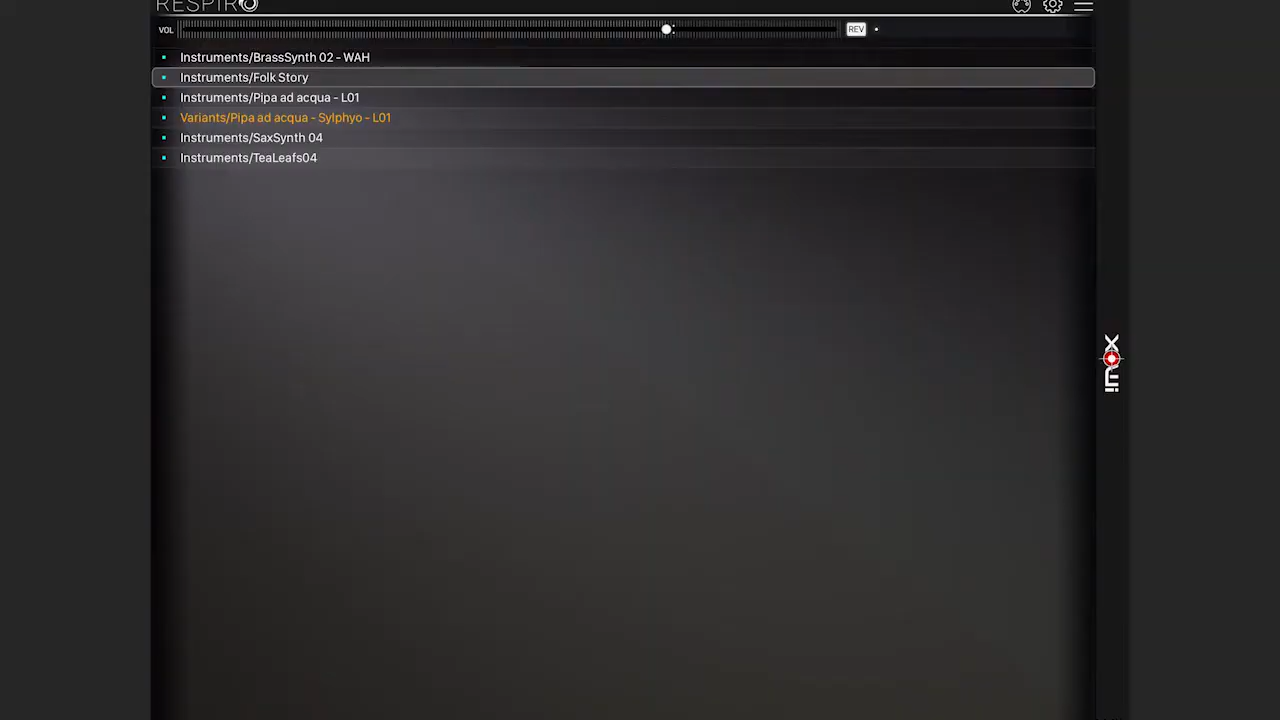 RESPIRO
VOL
REV
Instruments/BrassSynth 02 - WAH
Instruments/Folk Story
Instruments/Pipa ad acqua - L01
Variants/Pipa ad acqua - Sylphyo - L01
Instruments/SaxSynth 04
Instruments/TeaLeafs04
imoxplus